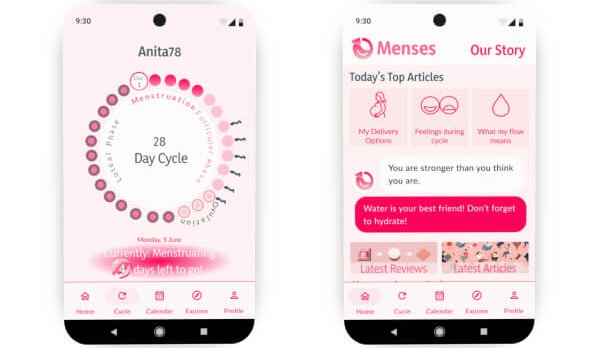 9:30
Anita78
Day
1
Menstruation
Follicular Phase
Ovulation
Luteal Phase
28
Day Cycle
Monday, 5 June
Currently: Menstruating
4 days left to go!
Home
Cycle
Calendar
Explore
Profile
9:30
Menses
Our Story
Today's Top Articles
My Delivery
Options
Feelings during
cycle
What my flow
means
You are stronger than you think
you are.
Water is your best friend! Don't forget
to hydrate!
Latest Reviews
Latest Articles
Home
Cycle
Calendar
Explore
Profile